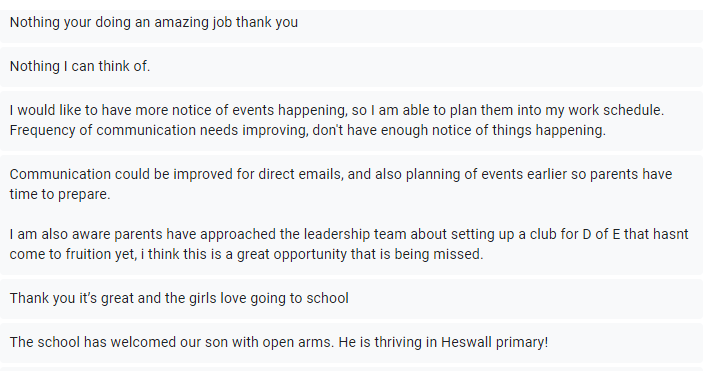 Nothing your doing an amazing job thank you
Nothing I can think of.
I would like to have more notice of events happening, so I am able to plan them into my work schedule.
Frequency of communication needs improving, don't have enough notice of things happening.
Communication could be improved for direct emails, and also planning of events earlier so parents have
time to prepare.
I am also aware parents have approached the leadership team about setting up a club for D of E that hasnt
come to fruition yet, i think this is a great opportunity that is being missed.
Thank you it's great and the girls love going to school
The school has welcomed our son with open arms. He is thriving in Heswall primary!